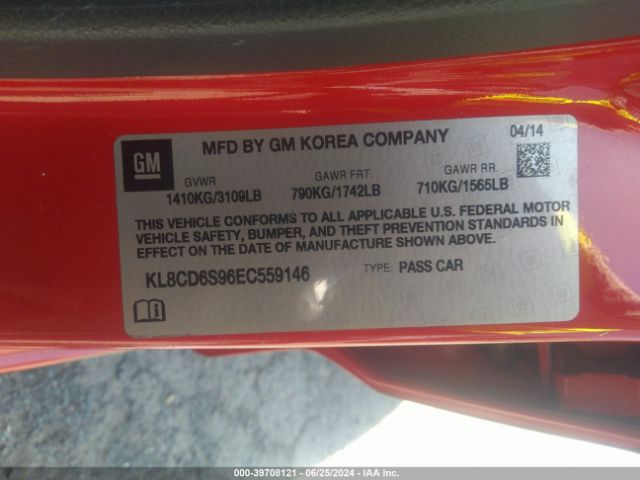 GM
MFD BY GM KOREA COMPANY
04/14
GVWR
1410KG/3109LB
GAWR FRT.
790KG/1742LB
GAWR RR.
710KG/1565LB
THIS VEHICLE CONFORMS TO ALL APPLICABLE U.S. FEDERAL MOTOR
VEHICLE SAFETY, BUMPER, AND THEFT PREVENTION STANDARDS IN
EFFECT ON THE DATE OF MANUFACTURE SHOWN ABOVE.
KL8CD6S96EC559146
TYPE: PASS CAR
000-39708121 - 06/25/2024 - IAA Inc.